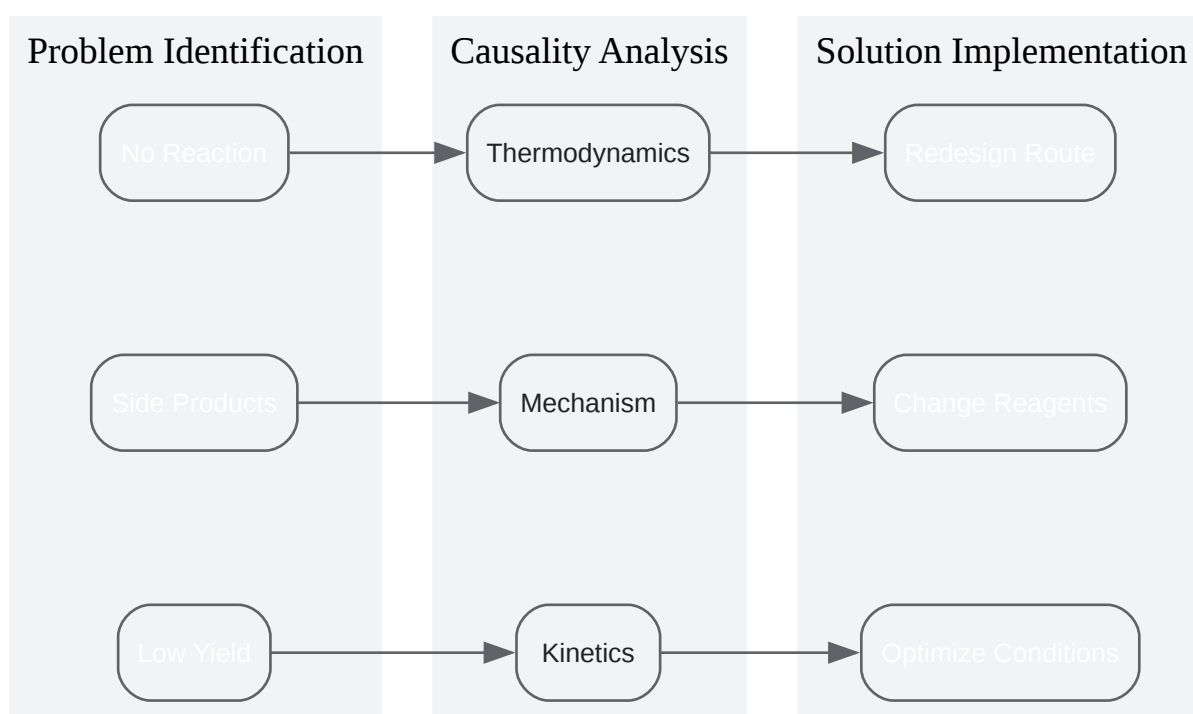 Problem Identification
Causality Analysis
Solution Implementation
No Reaction
Thermodynamics
Redesign Route
Side Products
Mechanism
Change Reagents
Low Yield
Kinetics
Optimize Conditions